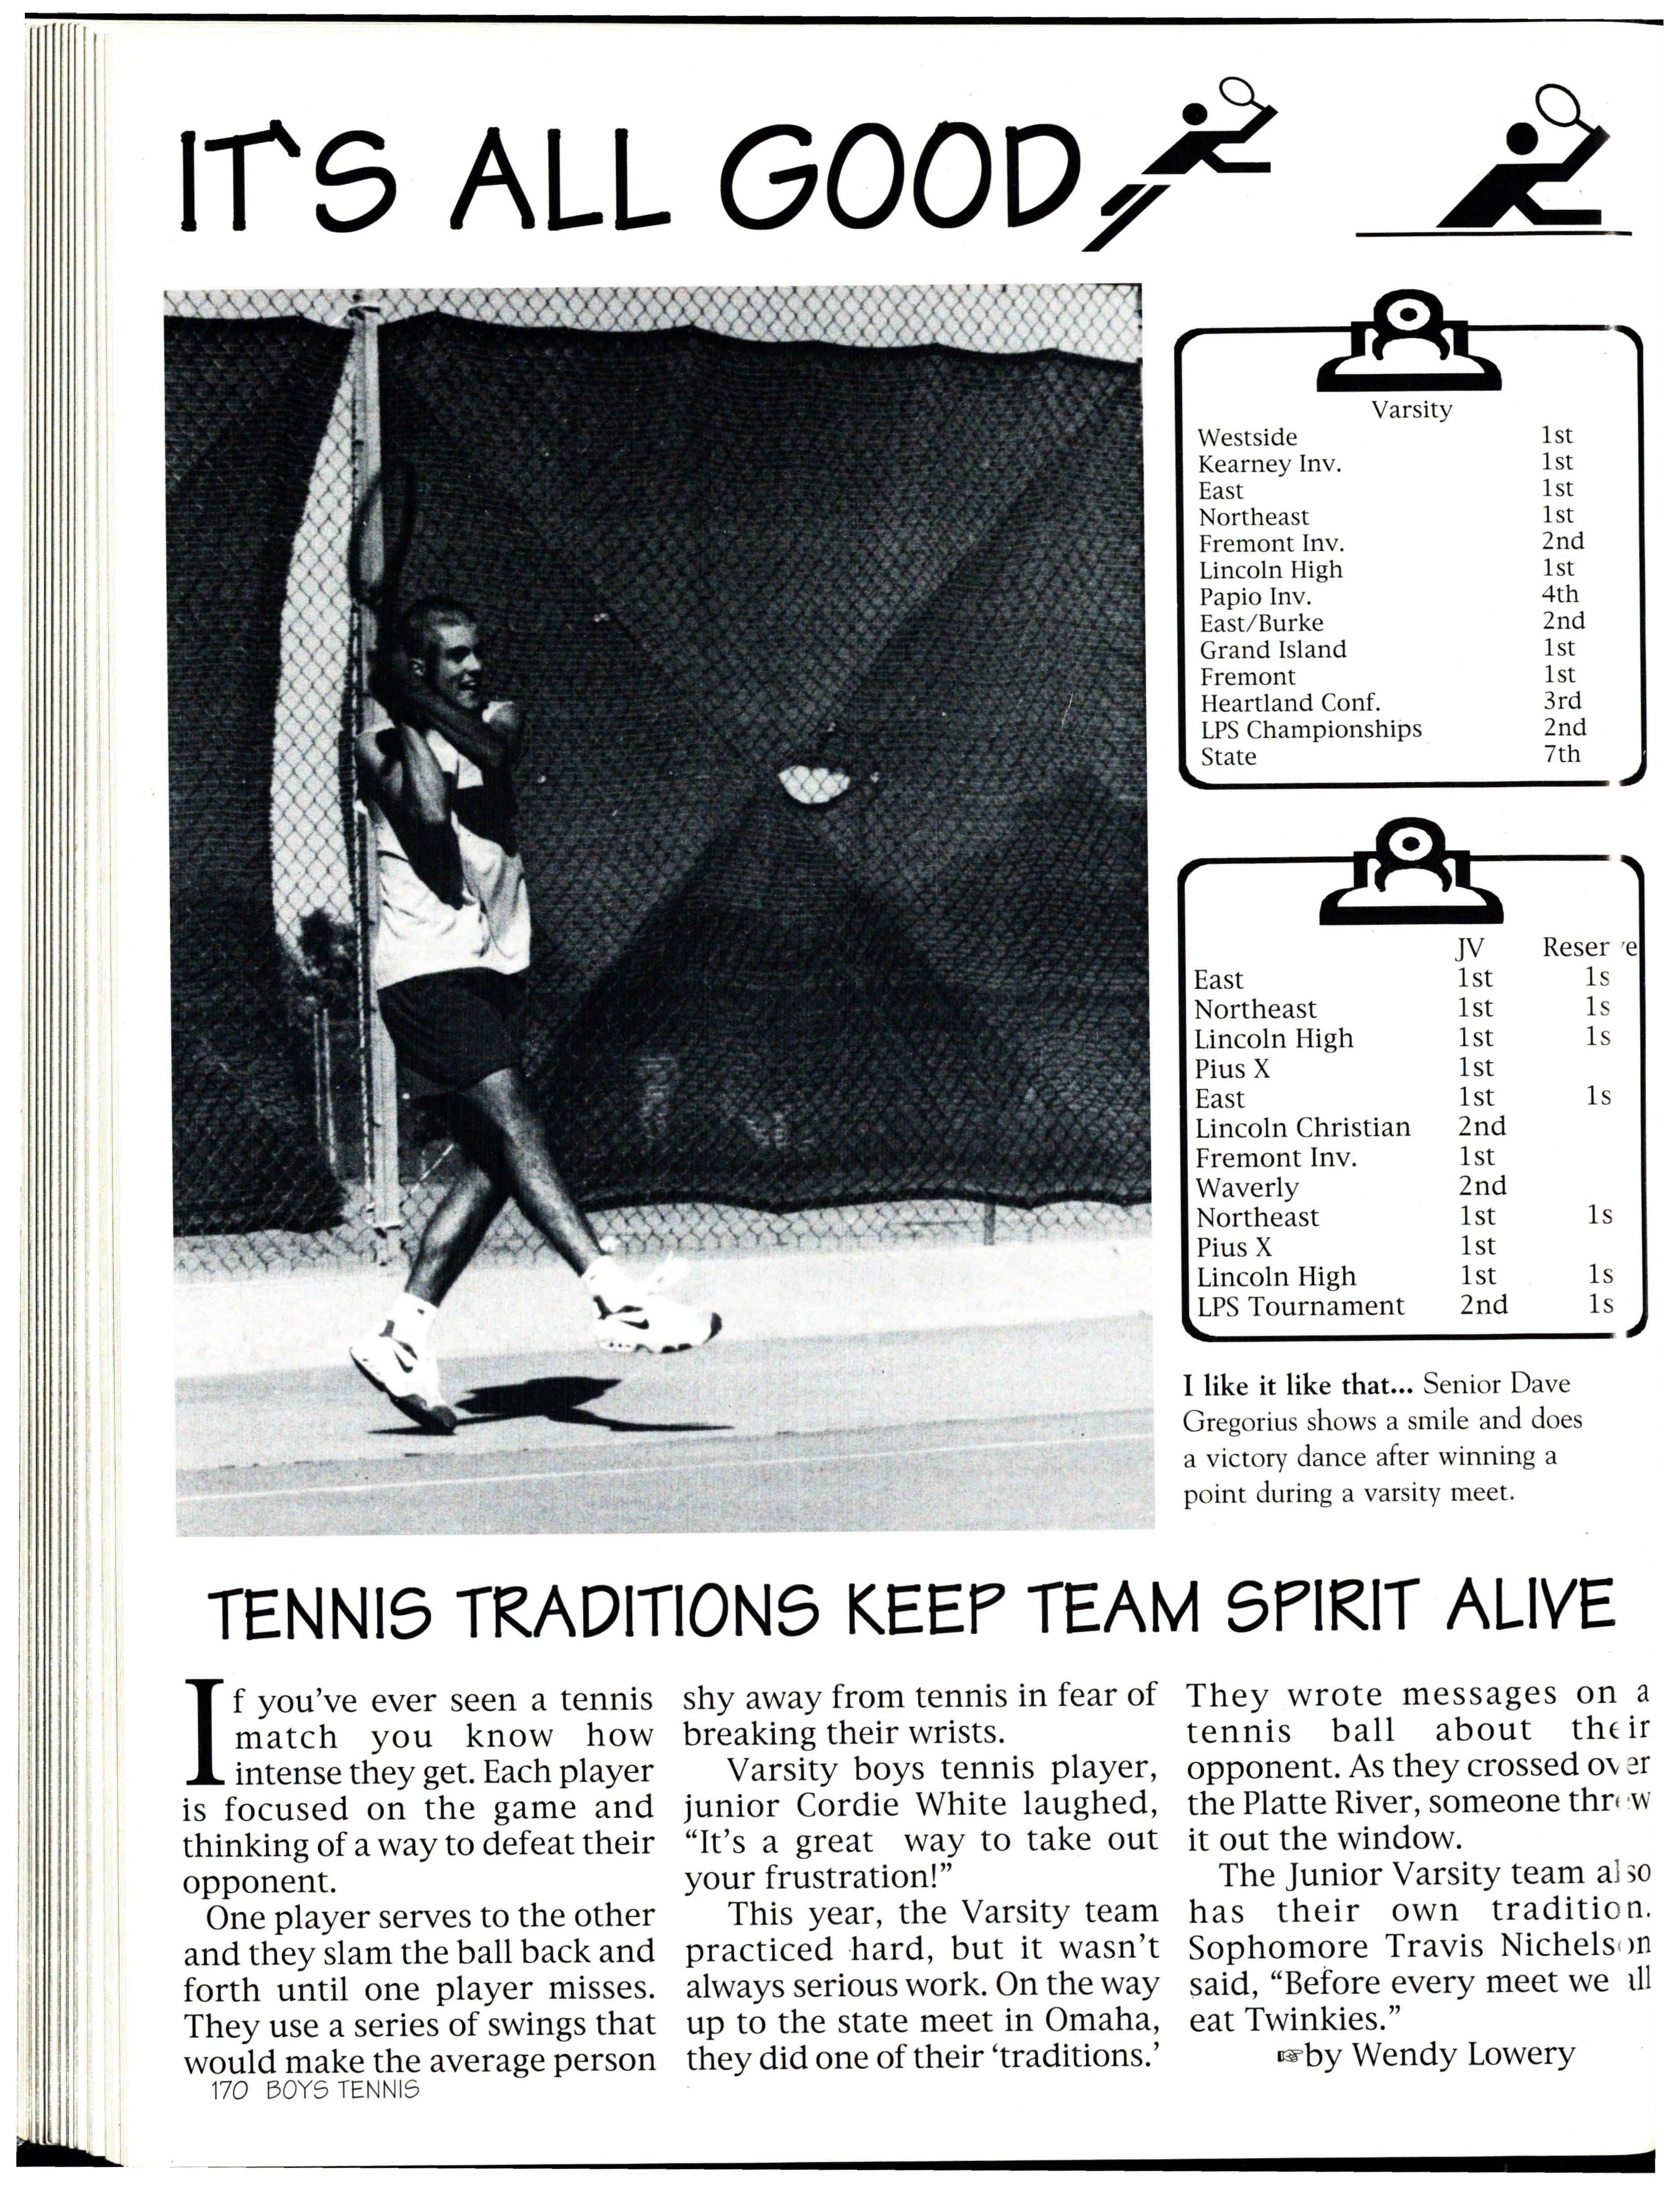 IT'S ALL GOOD
Varsity
Westside 1st
Kearney Inv. 1st
East 1st
Northeast 1st
Fremont Inv. 2nd
Lincoln High 1st
Papio Inv. 4th
East/Burke 2nd
Grand Island 1st
Fremont 1st
Heartland Conf. 3rd
LPS Championships 2nd
State 7th
JV Reserve
East 1st 1s
Northeast 1st 1s
Lincoln High 1st 1s
Pius X 1st
East 1st 1s
Lincoln Christian 2nd
Fremont Inv. 1st
Waverly 2nd
Northeast 1st 1s
Pius X 1st
Lincoln High 1st 1s
LPS Tournament 2nd 1s
I like it like that... Senior Dave
Gregorius shows a smile and does
a victory dance after winning a
point during a varsity meet.
TENNIS TRADITIONS KEEP TEAM SPIRIT ALIVE
If you've ever seen a tennis
match you know how
intense they get. Each player
is focused on the game and
thinking of a way to defeat their
opponent.
One player serves to the other
and they slam the ball back and
forth until one player misses.
They use a series of swings that
would make the average person
shy away from tennis in fear of
breaking their wrists.
Varsity boys tennis player,
junior Cordie White laughed,
“It's a great way to take out
your frustration!”
This year, the Varsity team
practiced hard, but it wasn't
always serious work. On the way
up to the state meet in Omaha,
they did one of their ‘traditions.’
They wrote messages on a
tennis ball about their
opponent. As they crossed over
the Platte River, someone threw
it out the window.
The Junior Varsity team also
has their own tradition.
Sophomore Travis Nichelson
said, “Before every meet we all
eat Twinkies.”
☞by Wendy Lowery
170 BOYS TENNIS